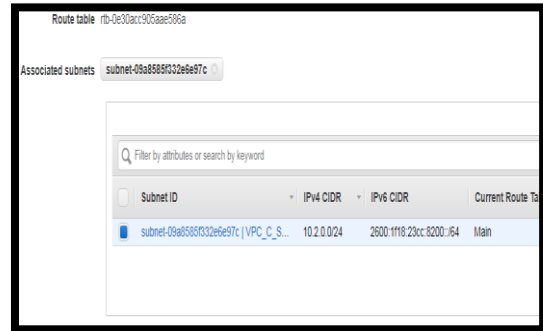 Route table rtb-0e30acc905aae586a
Associated subnets subnet-09a8585f332e6e97c
Filter by attributes or search by keyword
Subnet ID IPv4 CIDR IPv6 CIDR Current Route Ta
subnet-09a8585f332e6e97c | VPC_C_S... 10.2.0.0/24 2600:1f18:23cc:8200::/64 Main